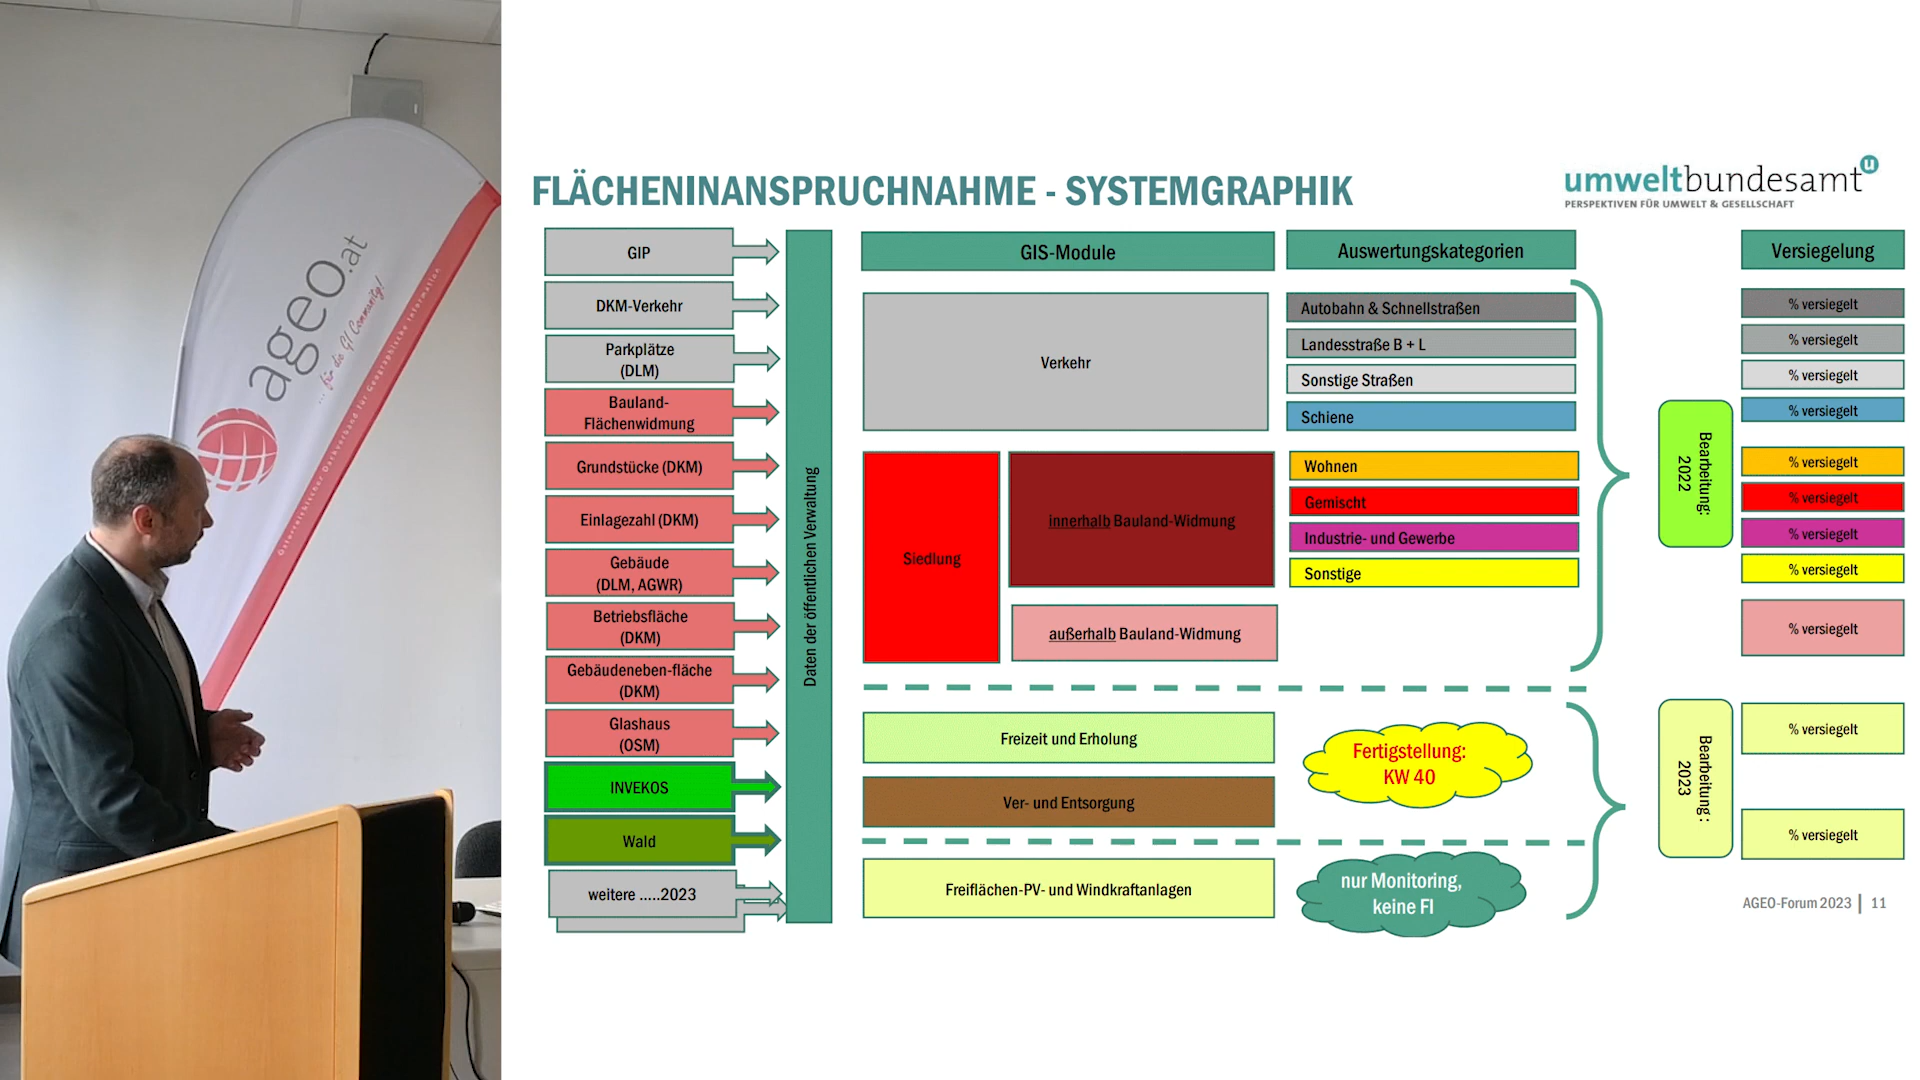 ageo.at
... für die GI Community!
Österreichischer Dachverband für Geographische Information
FLÄCHENINANSPRUCHNAHME - SYSTEMGRAPHIK
umweltbundesamt
u
PERSPEKTIVEN FÜR UMWELT & GESELLSCHAFT
GIP
DKM-Verkehr
Parkplätze
(DLM)
Bauland-
Flächenwidmung
Grundstücke (DKM)
Einlagezahl (DKM)
Gebäude
(DLM, AGWR)
Betriebsfläche
(DKM)
Gebäudeneben-fläche
(DKM)
Glashaus
(OSM)
INVEKOS
Wald
weitere .....2023
Daten der öffentlichen Verwaltung
GIS-Module
Verkehr
Siedlung
innerhalb Bauland-Widmung
außerhalb Bauland-Widmung
Freizeit und Erholung
Ver- und Entsorgung
Freiflächen-PV- und Windkraftanlagen
Auswertungskategorien
Autobahn & Schnellstraßen
Landesstraße B + L
Sonstige Straßen
Schiene
Wohnen
Gemischt
Industrie- und Gewerbe
Sonstige
Fertigstellung:
KW 40
nur Monitoring,
keine FI
Bearbeitung:
2022
Bearbeitung :
2023
Versiegelung
% versiegelt
% versiegelt
% versiegelt
% versiegelt
% versiegelt
% versiegelt
% versiegelt
% versiegelt
% versiegelt
% versiegelt
% versiegelt
AGEO-Forum 2023 | 11